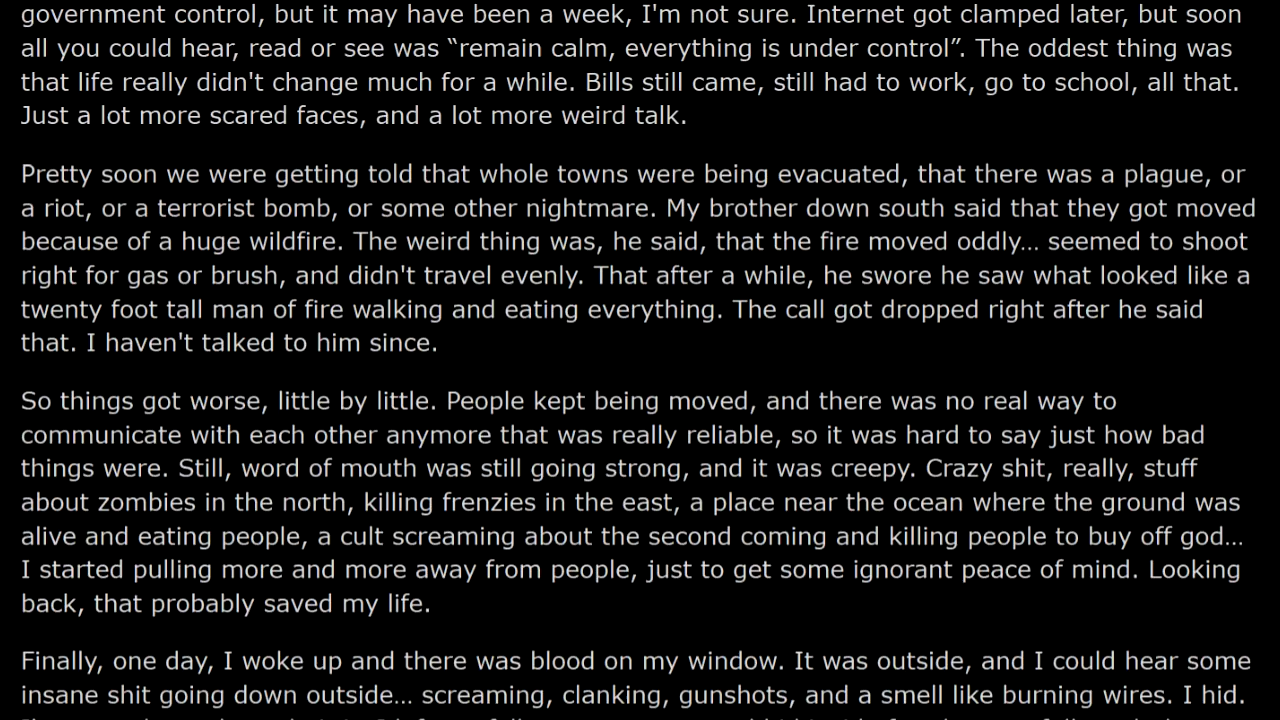 government control, but it may have been a week, I'm not sure. Internet got clamped later, but soon
all you could hear, read or see was “remain calm, everything is under control”. The oddest thing was
that life really didn't change much for a while. Bills still came, still had to work, go to school, all that.
Just a lot more scared faces, and a lot more weird talk.
Pretty soon we were getting told that whole towns were being evacuated, that there was a plague, or
a riot, or a terrorist bomb, or some other nightmare. My brother down south said that they got moved
because of a huge wildfire. The weird thing was, he said, that the fire moved oddly… seemed to shoot
right for gas or brush, and didn't travel evenly. That after a while, he swore he saw what looked like a
twenty foot tall man of fire walking and eating everything. The call got dropped right after he said
that. I haven't talked to him since.
So things got worse, little by little. People kept being moved, and there was no real way to
communicate with each other anymore that was really reliable, so it was hard to say just how bad
things were. Still, word of mouth was still going strong, and it was creepy. Crazy shit, really, stuff
about zombies in the north, killing frenzies in the east, a place near the ocean where the ground was
alive and eating people, a cult screaming about the second coming and killing people to buy off god…
I started pulling more and more away from people, just to get some ignorant peace of mind. Looking
back, that probably saved my life.
Finally, one day, I woke up and there was blood on my window. It was outside, and I could hear some
insane shit going down outside… screaming, clanking, gunshots, and a smell like burning wires. I hid.